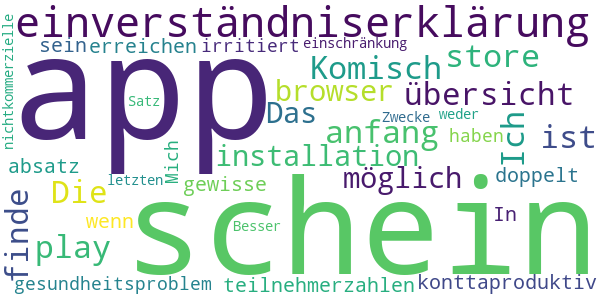 einverständniserklärung
sein erreichen irritiert einschränkung
nichtkommerzielle
app
Komisch store
Satz browser übersicht
Das Zwecke weder
anfang Ich ist
Mich installation haben
absatz
letzten gewisse möglich doppelt
Die
finde wenn schein In
play Besser
gesundheitsproblem teilnehmerzahlen konttaproduktiv